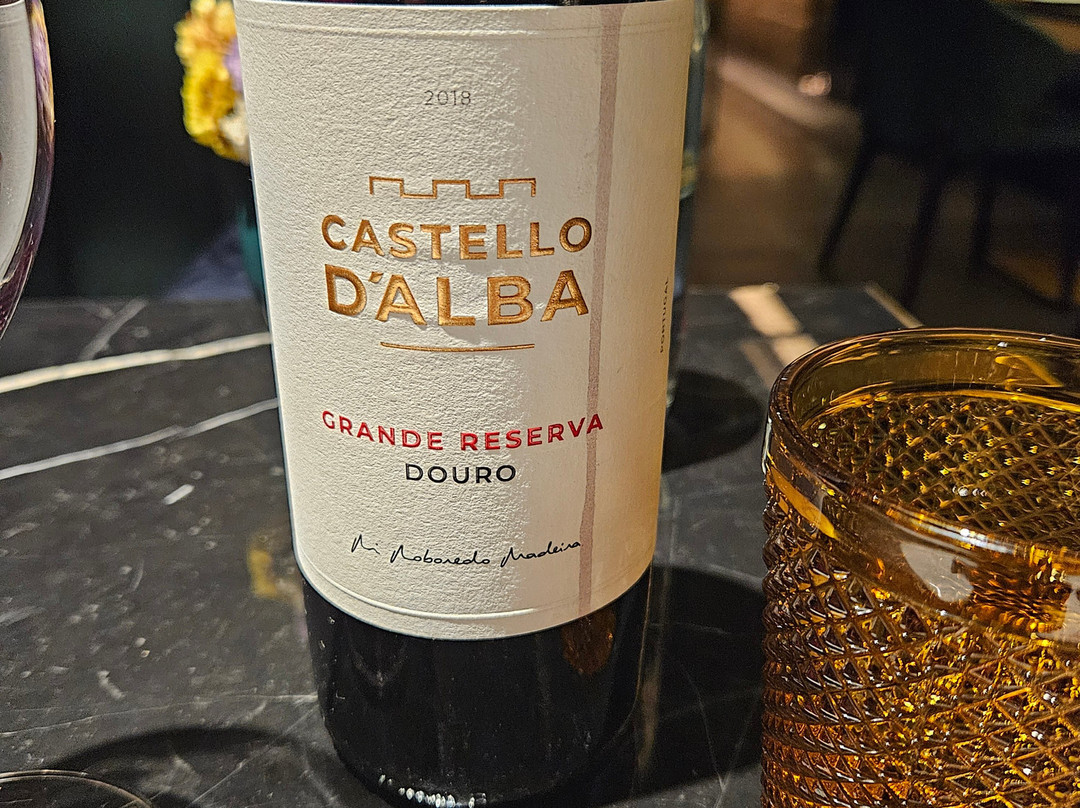 2018
CASTELLO
D'ALBA
GRANDE RESERVA
DOURO
Rui Roboredo Madeira
PORTUGAL